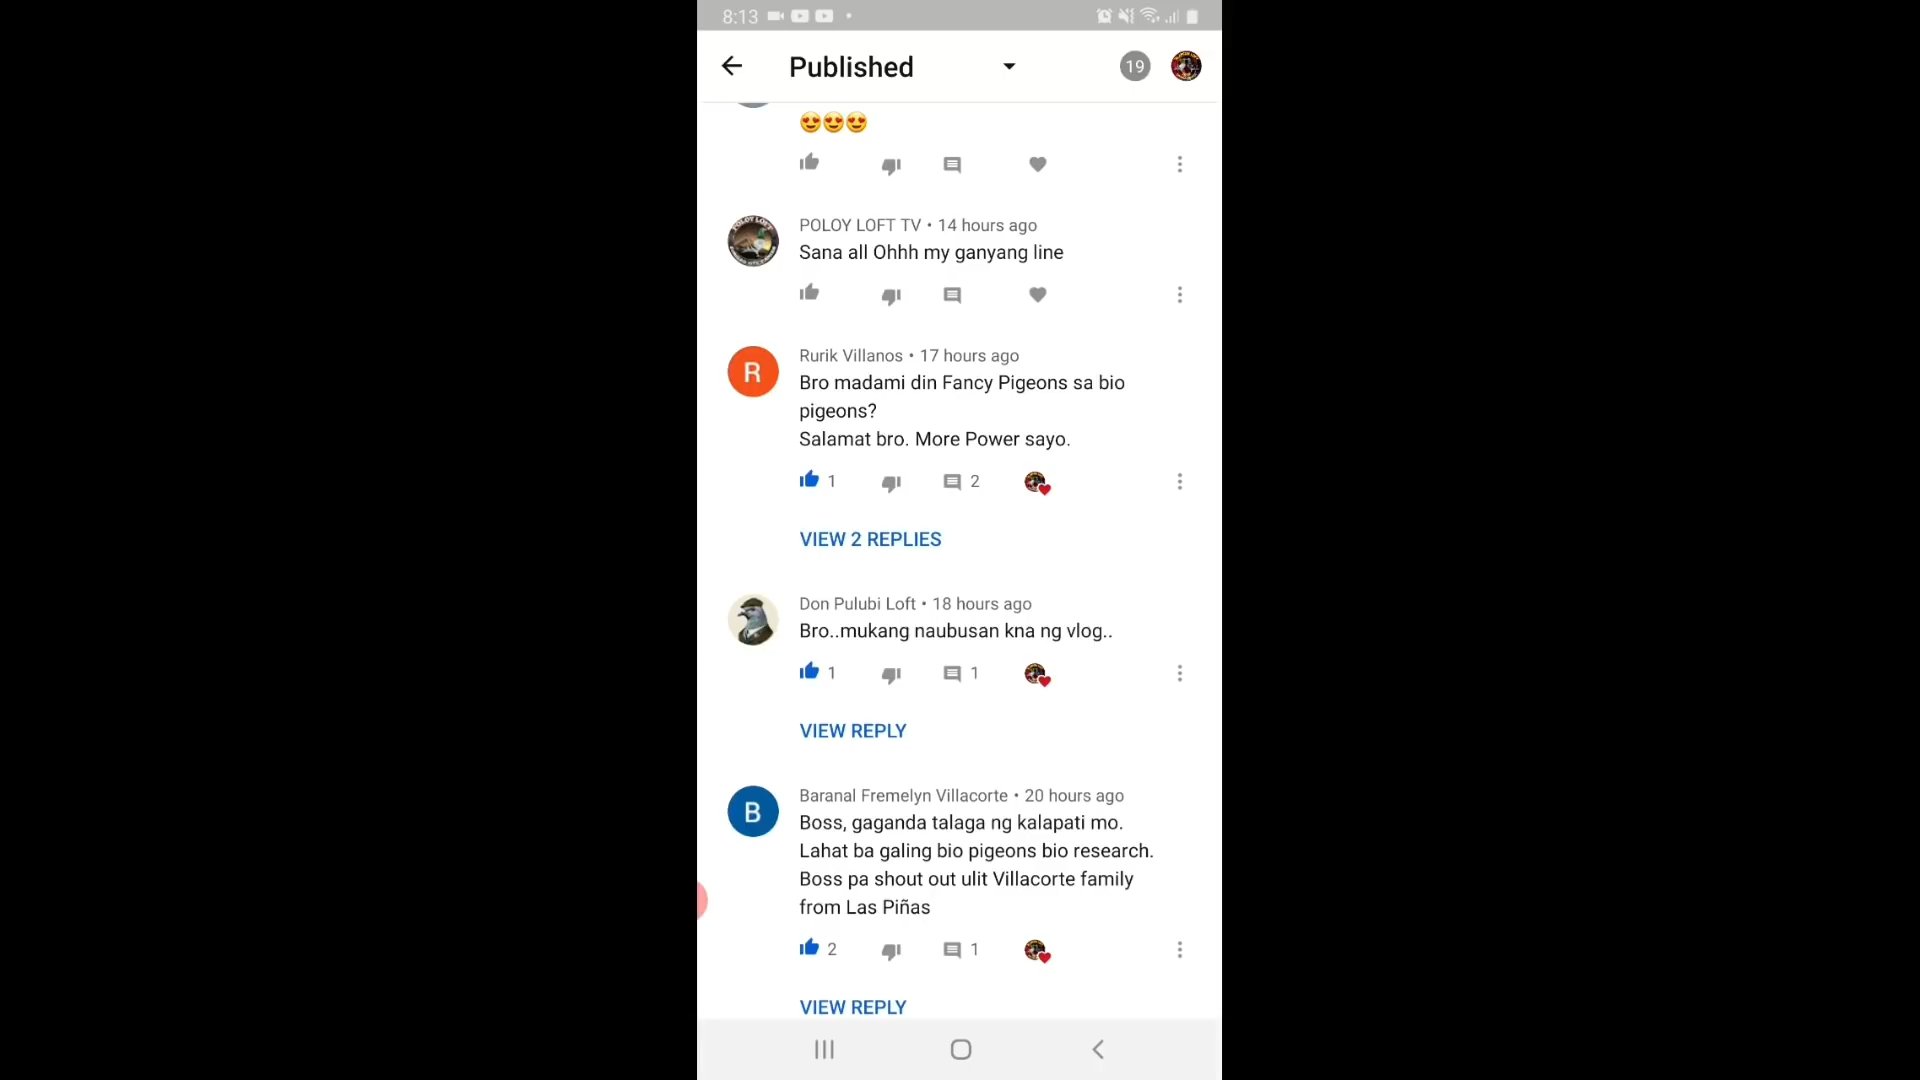 8:13
Published
19
😍😍😍
POLOY LOFT TV • 14 hours ago
Sana all Ohhh my ganyang line
R
Rurik Villanos • 17 hours ago
Bro madami din Fancy Pigeons sa bio
pigeons?
Salamat bro. More Power sayo.
1
2
VIEW 2 REPLIES
Don Pulubi Loft • 18 hours ago
Bro..mukang naubusan kna ng vlog..
1
1
VIEW REPLY
B
Baranal Fremelyn Villacorte • 20 hours ago
Boss, gaganda talaga ng kalapati mo.
Lahat ba galing bio pigeons bio research.
Boss pa shout out ulit Villacorte family
from Las Piñas
2
1
VIEW REPLY